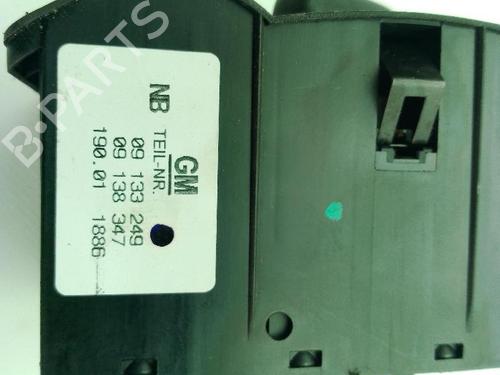 GM
NB TEIL-NR.
09 133 249
09 138 347
190.01 1886
B-PARTS